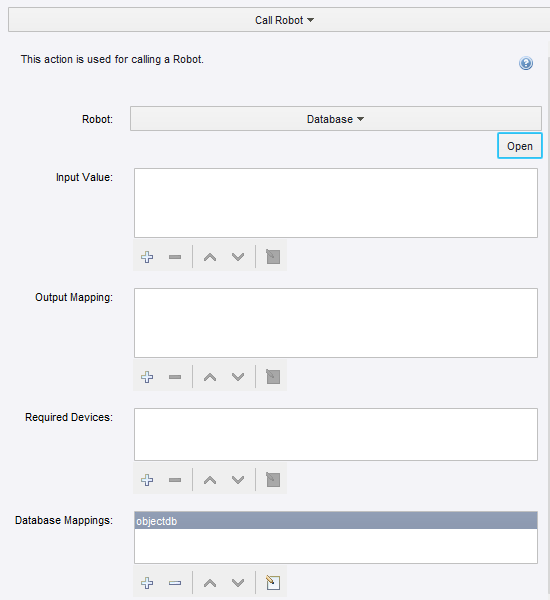 Call Robot
This action is used for calling a Robot.
Robot:
Database
Open
Input Value:
Output Mapping:
Required Devices:
Database Mappings:
objectdb